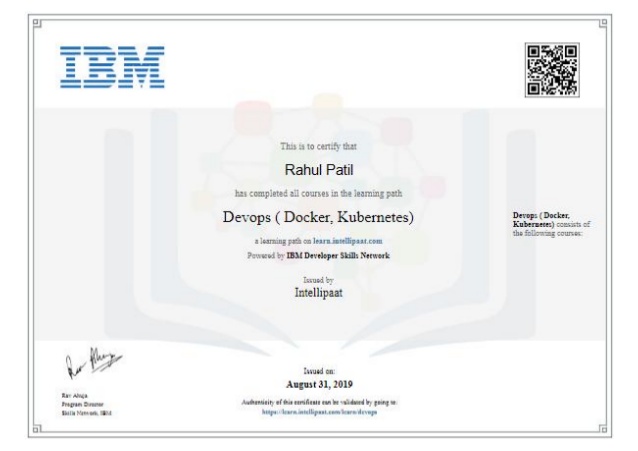 IBM
This is to certify that
Rahul Patil
has completed all courses in the learning path
Devops ( Docker, Kubernetes)
a learning path on learn.intellipaat.com
Powered by IBM Developer Skills Network
Issued by
Intellipaat
Devops ( Docker,
Kubernetes) consists of
the following courses:
Rav Ahuja
Program Director
Skills Network, IBM
Issued on:
August 31, 2019
Authenticity of this certificate can be validated by going to:
https://learn.intellipaat.com/learn/devops